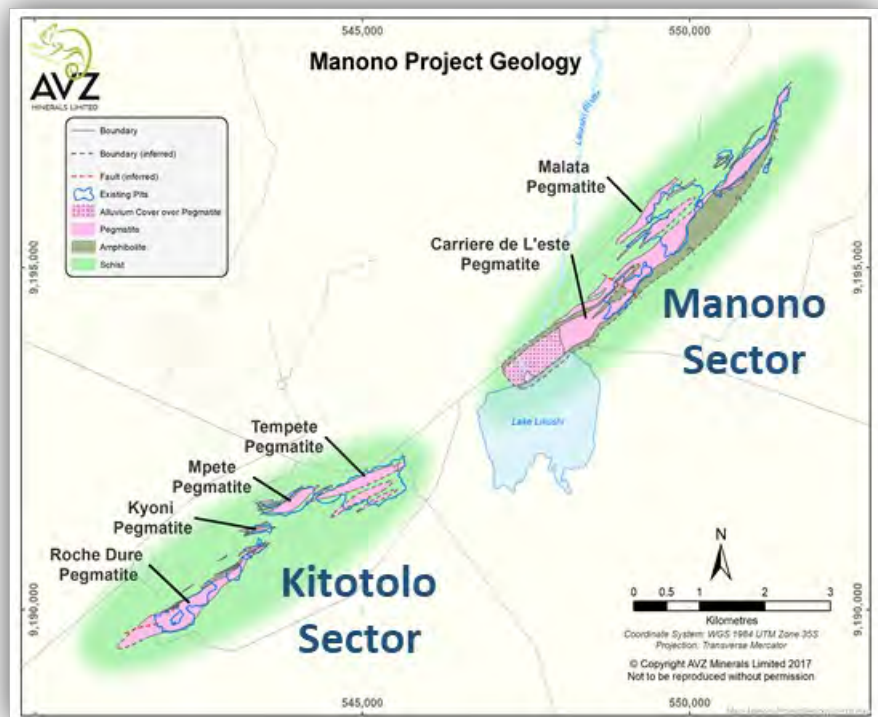 545,000
550,000
Manono Project Geology
AVZ
MINERALS LIMITED
Boundary
Boundary (inferred)
Fault (inferred)
Existing Pits
Alluvium Cover over Pegmatite
Pegmatite
Amphibolite
Schist
Malata
Pegmatite
Carriere de L'este
Pegmatite
9,195,000
9,195,000
Manono
Sector
Lake Lukushi
Tempete
Pegmatite
Mpete
Pegmatite
Kyoni
Pegmatite
Roche Dure
Pegmatite
Kitotolo
Sector
N
0 0.5 1 2 3
Kilometres
Coordinate System: WGS 1984 UTM Zone 35S
Projection: Transverse Mercator
© Copyright AVZ Minerals Limited 2017
Not to be reproduced without permission
9,190,000
9,190,000
545,000
550,000